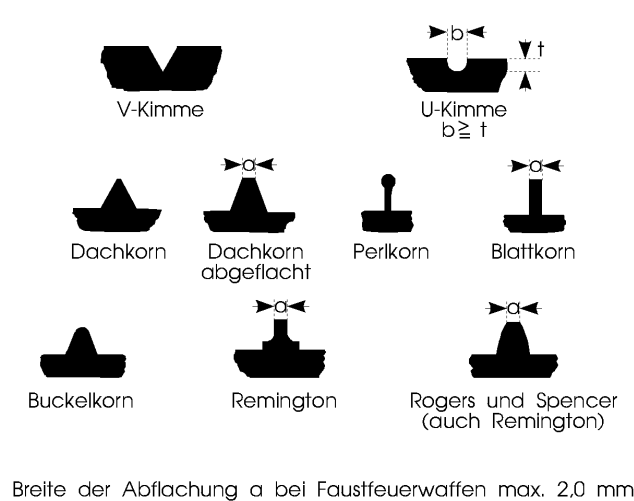 b
t
V-Kimme
U-Kimme
b≧ t
a
a
Dachkorn
Dachkorn
abgeflacht
Perlkorn
Blattkorn
a
a
Buckelkorn
Remington
Rogers und Spencer
(auch Remington)
Breite der Abflachung a bei Faustfeuerwaffen max. 2,0 mm